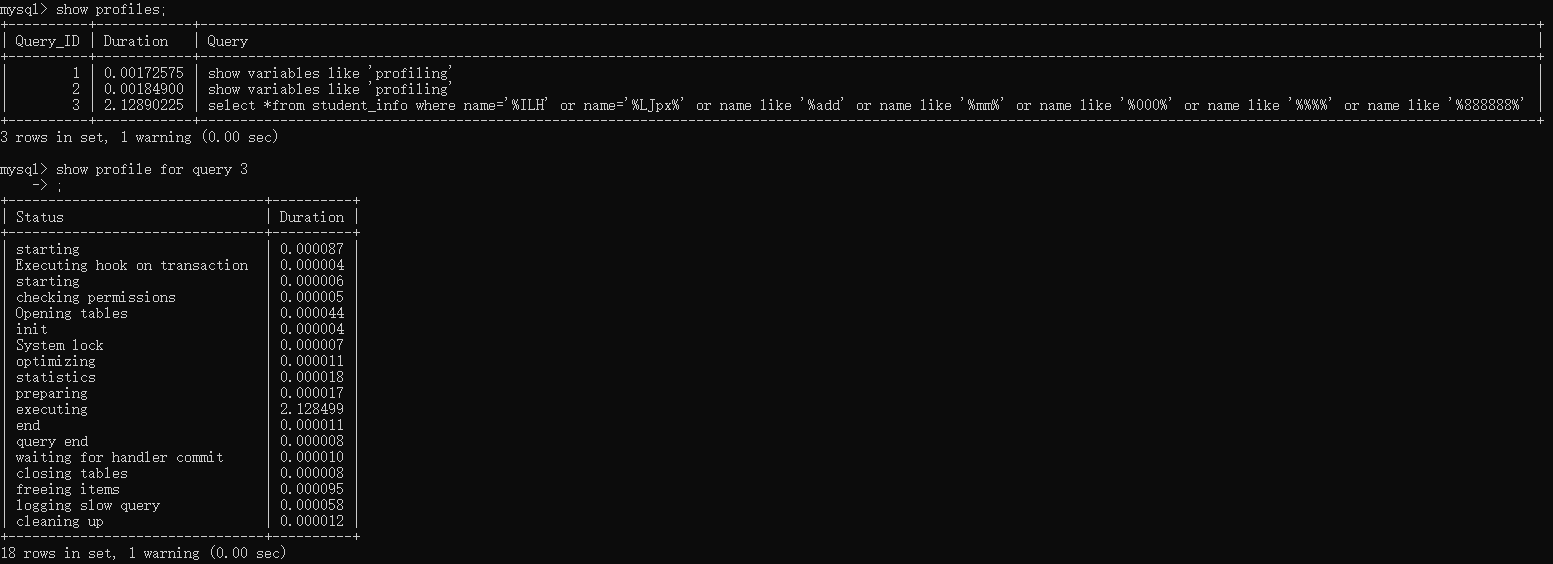 mysql> show profiles;
+----------+------------+------------------------------------------------------------------------------------------------------------------------------------------------------------------------+
| Query_ID | Duration   | Query                                                                                                                                                                  |
+----------+------------+------------------------------------------------------------------------------------------------------------------------------------------------------------------------+
|        1 | 0.00172575 | show variables like 'profiling'                                                                                                                                        |
|        2 | 0.00184900 | show variables like 'profiling'                                                                                                                                        |
|        3 | 2.12890225 | select *from student_info where name='%ILH' or name='%LJpx%' or name like '%add' or name like '%mm%' or name like '%000%' or name like '%%%%' or name like '%888888%' |
+----------+------------+------------------------------------------------------------------------------------------------------------------------------------------------------------------------+
3 rows in set, 1 warning (0.00 sec)
mysql> show profile for query 3
    -> ;
+--------------------------------+----------+
| Status                         | Duration |
+--------------------------------+----------+
| starting                       | 0.000087 |
| Executing hook on transaction  | 0.000004 |
| starting                       | 0.000006 |
| checking permissions           | 0.000005 |
| Opening tables                 | 0.000044 |
| init                           | 0.000004 |
| System lock                    | 0.000007 |
| optimizing                     | 0.000011 |
| statistics                     | 0.000018 |
| preparing                      | 0.000017 |
| executing                      | 2.128499 |
| end                            | 0.000011 |
| query end                      | 0.000008 |
| waiting for handler commit     | 0.000010 |
| closing tables                 | 0.000008 |
| freeing items                  | 0.000095 |
| logging slow query             | 0.000058 |
| cleaning up                    | 0.000012 |
+--------------------------------+----------+
18 rows in set, 1 warning (0.00 sec)